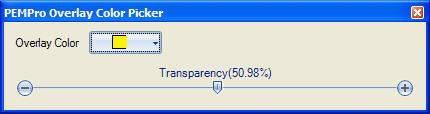 PEMPro Overlay Color Picker
Overlay Color
Transparency(50.98%)